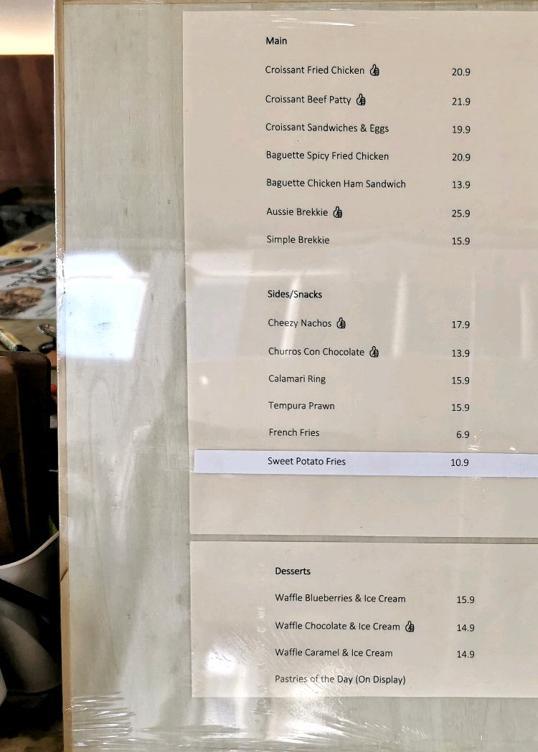 Main
Croissant Fried Chicken 20.9
Croissant Beef Patty 21.9
Croissant Sandwiches & Eggs 19.9
Baguette Spicy Fried Chicken 20.9
Baguette Chicken Ham Sandwich 13.9
Aussie Brekkie 25.9
Simple Brekkie 15.9
Sides/Snacks
Cheezy Nachos 17.9
Churros Con Chocolate 13.9
Calamari Ring 15.9
Tempura Prawn 15.9
French Fries 6.9
Sweet Potato Fries 10.9
Desserts
Waffle Blueberries & Ice Cream 15.9
Waffle Chocolate & Ice Cream 14.9
Waffle Caramel & Ice Cream 14.9
Pastries of the Day (On Display)